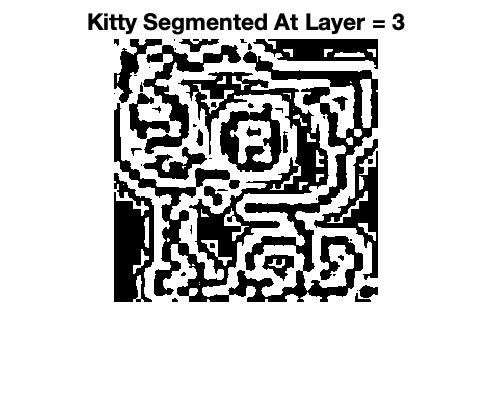 Kitty Segmented At Layer = 3